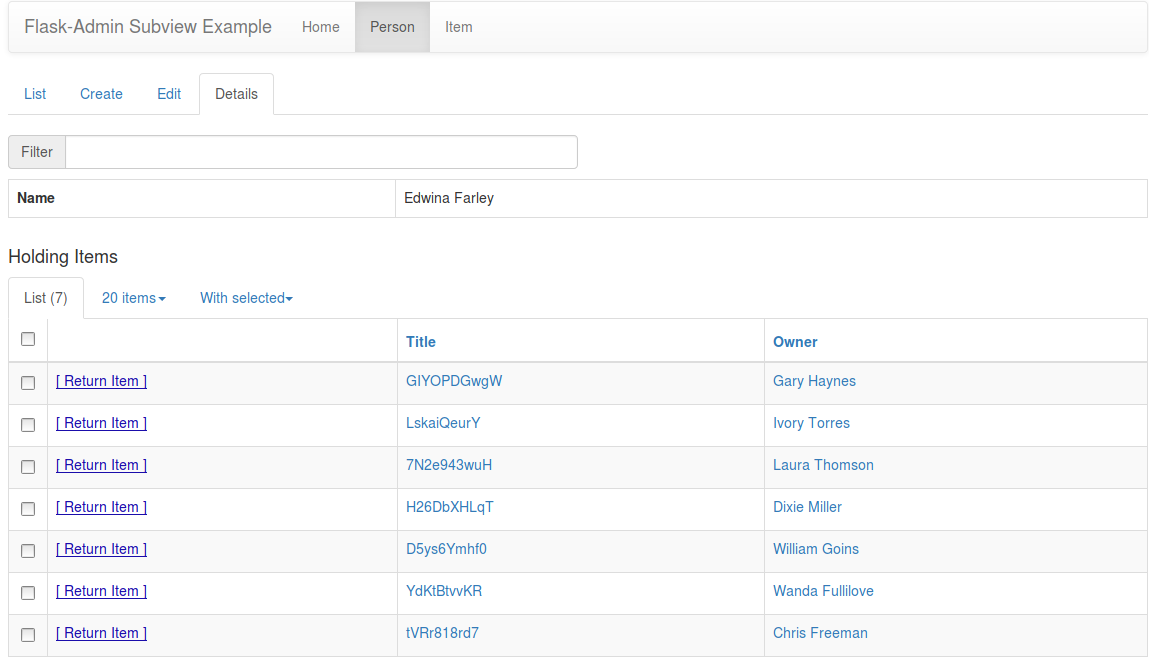 Flask-Admin Subview Example Home Person Item
List Create Edit Details
Filter
Name Edwina Farley
Holding Items
List (7) 20 items With selected
Title Owner
[ Return Item ] GIYOPDGwgW Gary Haynes
[ Return Item ] LskaiQeurY Ivory Torres
[ Return Item ] 7N2e943wuH Laura Thomson
[ Return Item ] H26DbXHLqT Dixie Miller
[ Return Item ] D5ys6Ymhf0 William Goins
[ Return Item ] YdKtBtvvKR Wanda Fullilove
[ Return Item ] tVRr818rd7 Chris Freeman